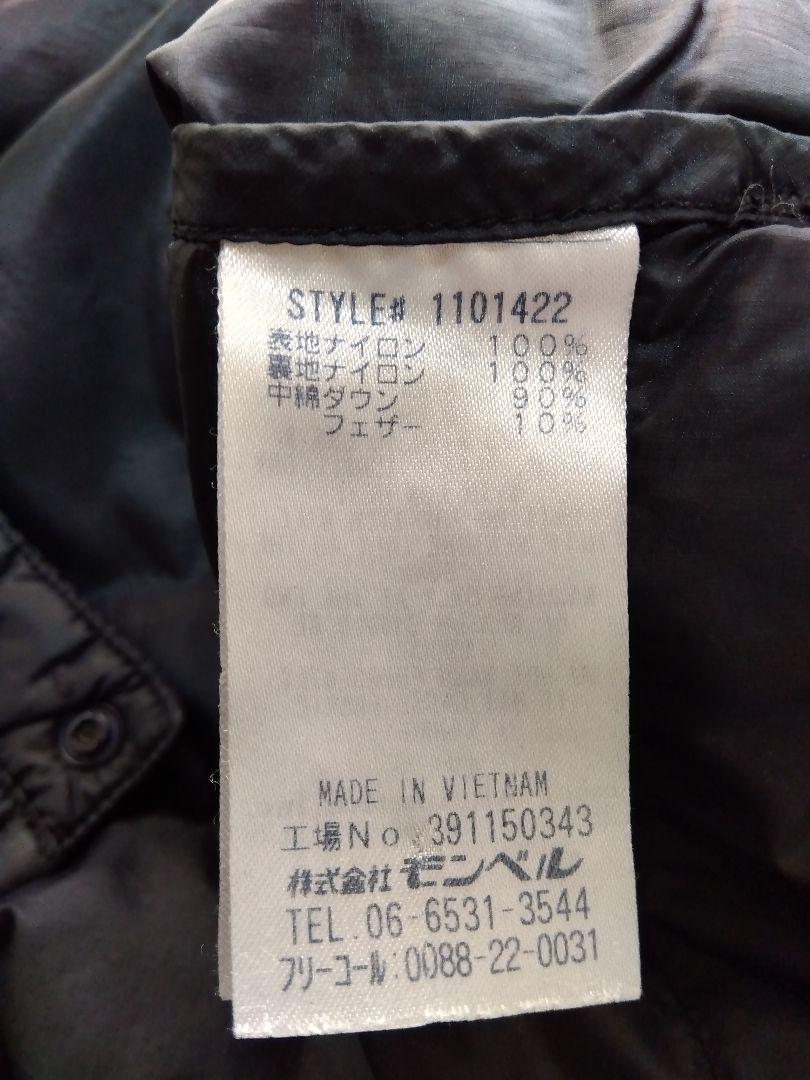 STYLE# 1101422
表地ナイロン 100%
裏地ナイロン 100%
中綿ダウン 90%
フェザー 10%
MADE IN VIETNAM
工場No.391150343
株式会社モンベル
TEL.06-6531-3544
フリーコール:0088-22-0031